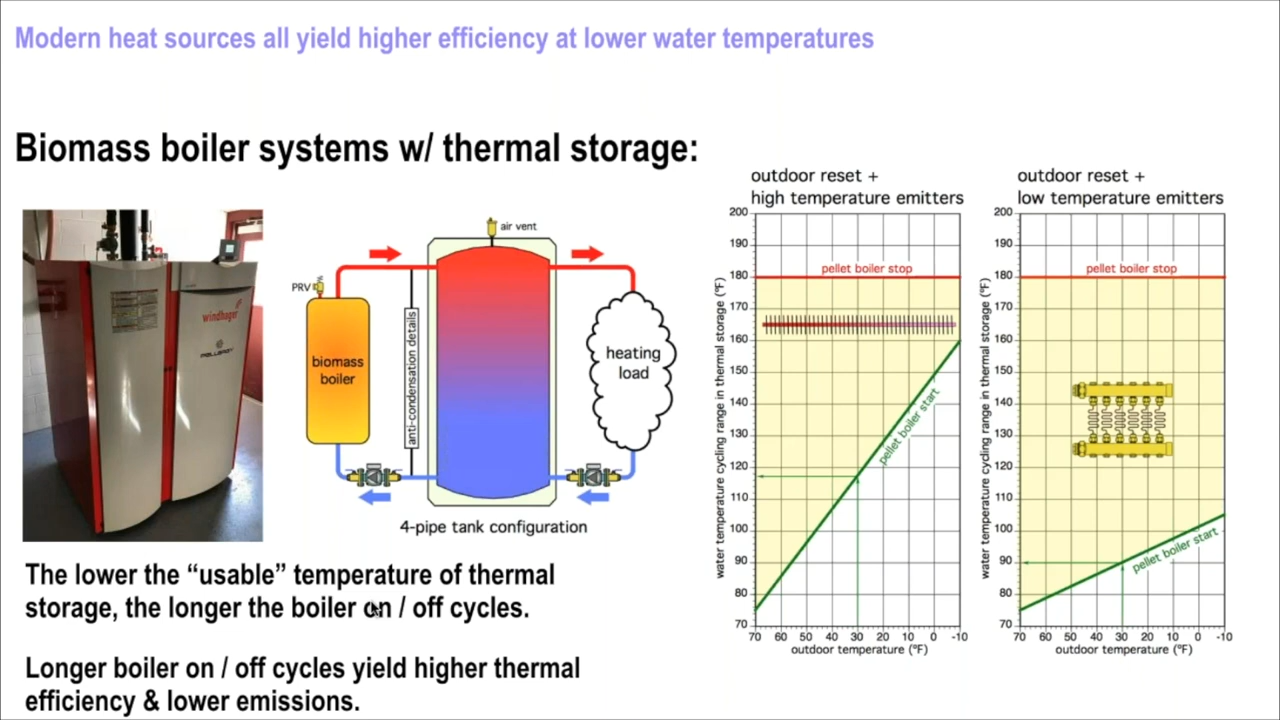 Modern heat sources all yield higher efficiency at lower water temperatures
Biomass boiler systems w/ thermal storage:
windhager
air vent
PRV
biomass
boiler
anti-condensation details
heating
load
4-pipe tank configuration
The lower the “usable” temperature of thermal
storage, the longer the boiler on / off cycles.
Longer boiler on / off cycles yield higher thermal
efficiency & lower emissions.
outdoor reset +
high temperature emitters
water temperature cycling range in thermal storage (°F)
200
190
180
170
160
150
140
130
120
110
100
90
80
70
pellet boiler stop
pellet boiler start
70 60 50 40 30 20 10 0 -10
outdoor temperature (°F)
outdoor reset +
low temperature emitters
water temperature cycling range in thermal storage (°F)
200
190
180
170
160
150
140
130
120
110
100
90
80
70
pellet boiler stop
pellet boiler start
70 60 50 40 30 20 10 0 -10
outdoor temperature (°F)